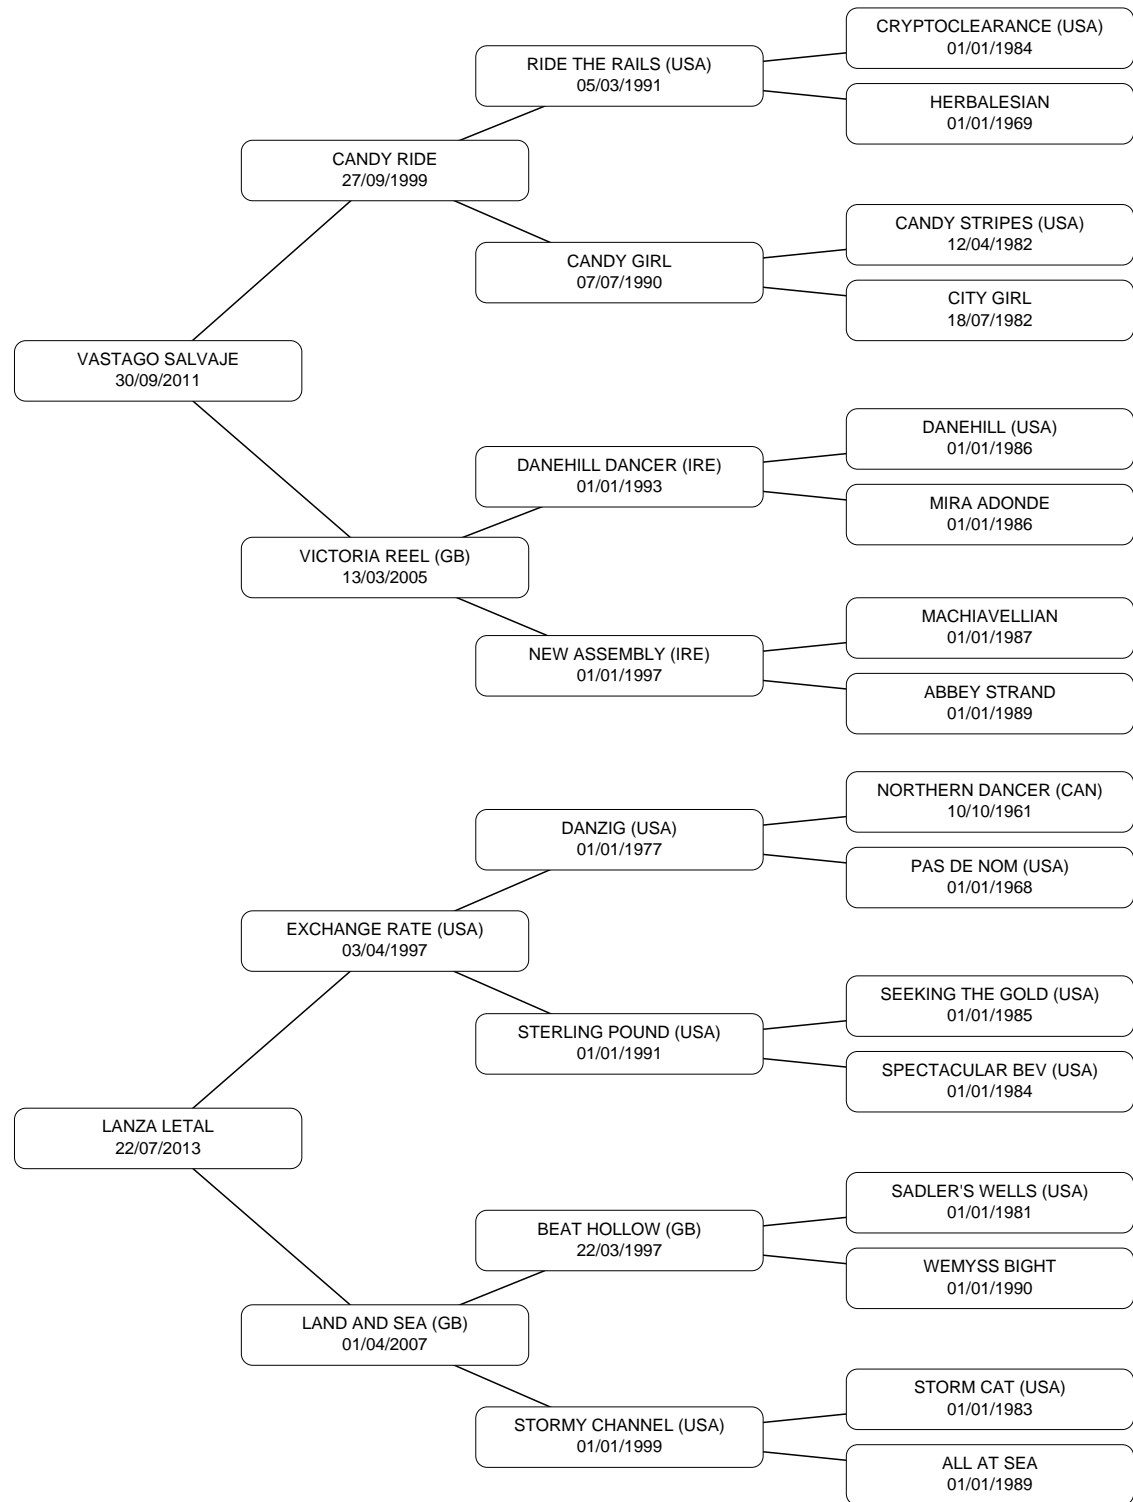 CRYPTOCLEARANCE (USA)
01/01/1984
RIDE THE RAILS (USA)
05/03/1991
HERBALESIAN
01/01/1969
CANDY RIDE
27/09/1999
CANDY STRIPES (USA)
12/04/1982
CANDY GIRL
07/07/1990
CITY GIRL
18/07/1982
VASTAGO SALVAJE
30/09/2011
DANEHILL (USA)
01/01/1986
DANEHILL DANCER (IRE)
01/01/1993
MIRA ADONDE
01/01/1986
VICTORIA REEL (GB)
13/03/2005
MACHIAVELLIAN
01/01/1987
NEW ASSEMBLY (IRE)
01/01/1997
ABBEY STRAND
01/01/1989
NORTHERN DANCER (CAN)
10/10/1961
DANZIG (USA)
01/01/1977
PAS DE NOM (USA)
01/01/1968
EXCHANGE RATE (USA)
03/04/1997
SEEKING THE GOLD (USA)
01/01/1985
STERLING POUND (USA)
01/01/1991
SPECTACULAR BEV (USA)
01/01/1984
LANZA LETAL
22/07/2013
SADLER'S WELLS (USA)
01/01/1981
BEAT HOLLOW (GB)
22/03/1997
WEMYSS BIGHT
01/01/1990
LAND AND SEA (GB)
01/04/2007
STORM CAT (USA)
01/01/1983
STORMY CHANNEL (USA)
01/01/1999
ALL AT SEA
01/01/1989